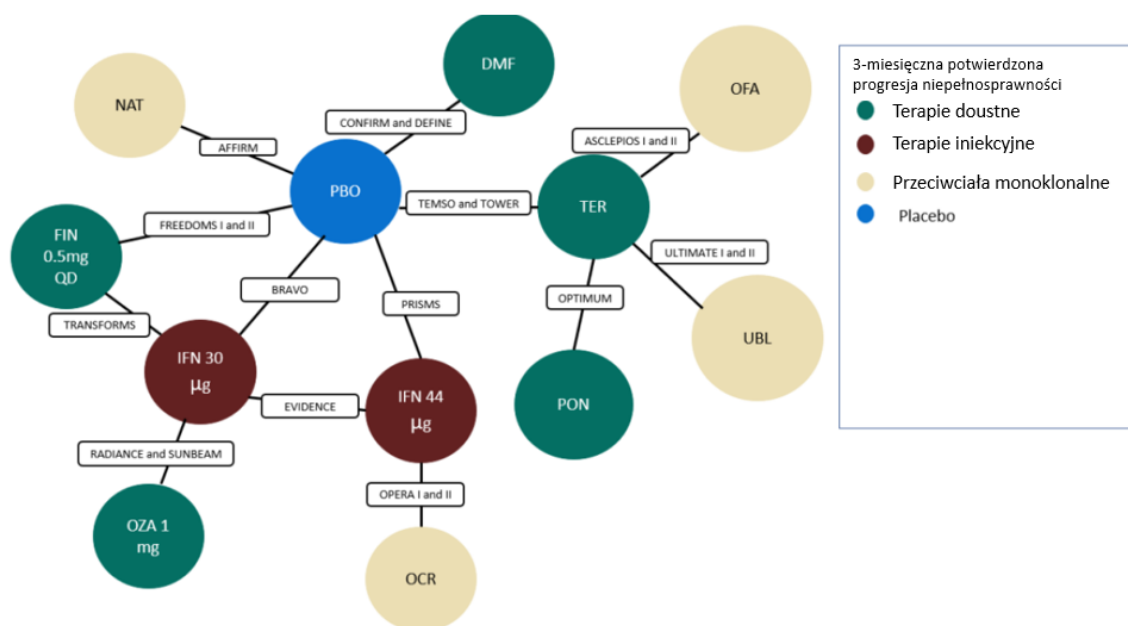 DMF
NAT
OFA
CONFIRM and DEFINE
AFFIRM
ASCLEPIOS I and II
PBO
TEMSO and TOWER
TER
FREEDOMS I and II
FIN
0.5mg
QD
ULTIMATE I and II
BRAVO
PRISMS
OPTIMUM
TRANSFORMS
UBL
IFN 30
μg
IFN 44
μg
EVIDENCE
PON
RADIANCE and SUNBEAM
OPERA I and II
OZA 1
mg
OCR
3-miesięczna potwierdzona
progresja niepełnosprawności
Terapie doustne
Terapie iniekcyjne
Przeciwciała monoklonalne
Placebo